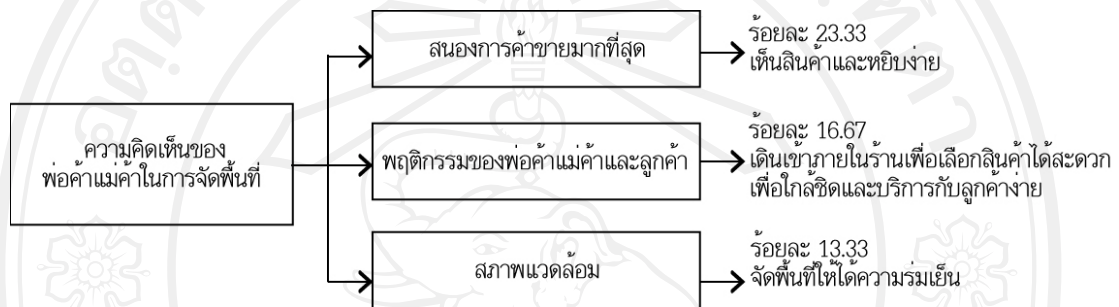 ความคิดเห็นของ
พ่อค้าแม่ค้าในการจัดพื้นที่
สนองการค้าขายมากที่สุด
ร้อยละ 23.33
เห็นสินค้าและหยิบง่าย
พฤติกรรมของพ่อค้าแม่ค้าและลูกค้า
ร้อยละ 16.67
เดินเข้าภายในร้านเพื่อเลือกสินค้าได้สะดวก
เพื่อใกล้ชิดและบริการกับลูกค้าง่าย
สภาพแวดล้อม
ร้อยละ 13.33
จัดพื้นที่ให้ได้ความร่มเย็น